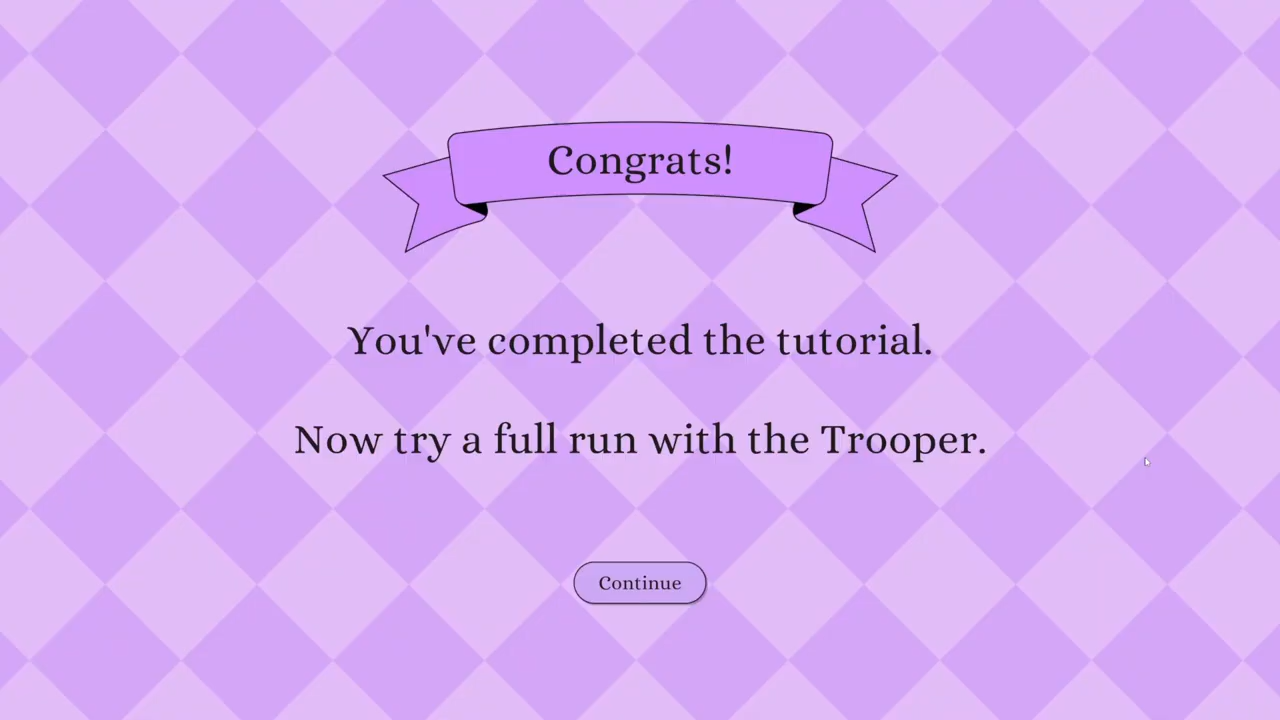 Congrats!
You've completed the tutorial.
Now try a full run with the Trooper.
Continue